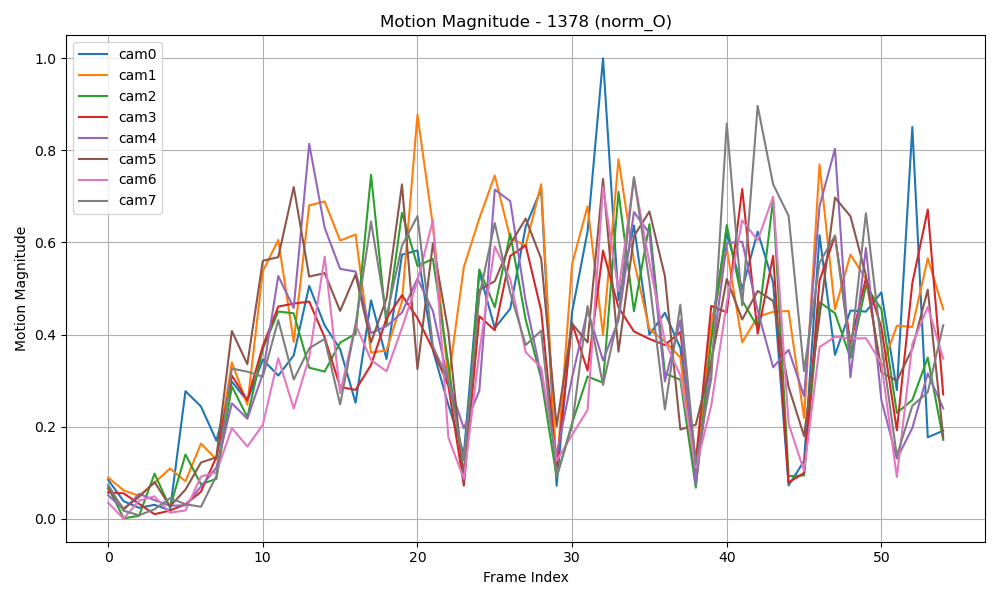 Motion Magnitude - 1378 (norm_O)
cam0
cam1
cam2
cam3
cam4
cam5
cam6
cam7
1.0
0.8
0.6
0.4
0.2
0.0
Motion Magnitude
0 10 20 30 40 50
Frame Index